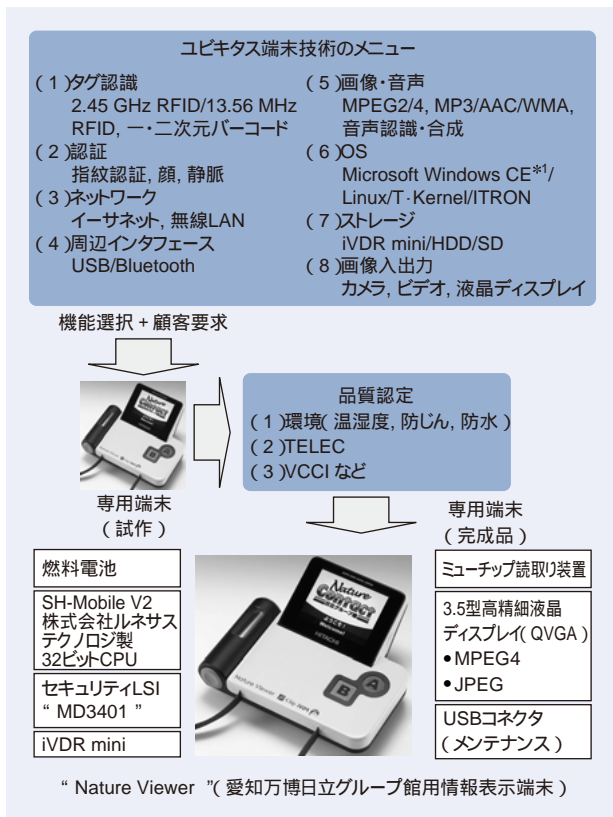 ユビキタス端末技術のメニュー
(1)タグ認識
2.45 GHz RFID/13.56 MHz
RFID, 一・二次元バーコード
(2)認証
指紋認証, 顔, 静脈
(3)ネットワーク
イーサネット, 無線LAN
(4)周辺インタフェース
USB/Bluetooth
(5)画像・音声
MPEG2/4, MP3/AAC/WMA,
音声認識・合成
(6)OS
Microsoft Windows CE*1/
Linux/T・Kernel/ITRON
(7)ストレージ
iVDR mini/HDD/SD
(8)画像入出力
カメラ, ビデオ, 液晶ディスプレイ
機能選択 + 顧客要求
Nature
CONTACT
B A
品質認定
(1)環境(温湿度, 防じん, 防水)
(2)TELEC
(3)VCCI など
専用端末
(試作)
専用端末
(完成品)
燃料電池
SH-Mobile V2
株式会社ルネサス
テクノロジ製
32ビットCPU
セキュリティLSI
“ MD3401 ”
iVDR mini
Nature
CONTACT
ようこそ!
Welcome!
HITACHI
B A
Nature Viewer
ミューチップ読取り装置
3.5型高精細液晶
ディスプレイ(QVGA)
•MPEG4
•JPEG
USBコネクタ
(メンテナンス)
“ Nature Viewer ”(愛知万博日立グループ館用情報表示端末)